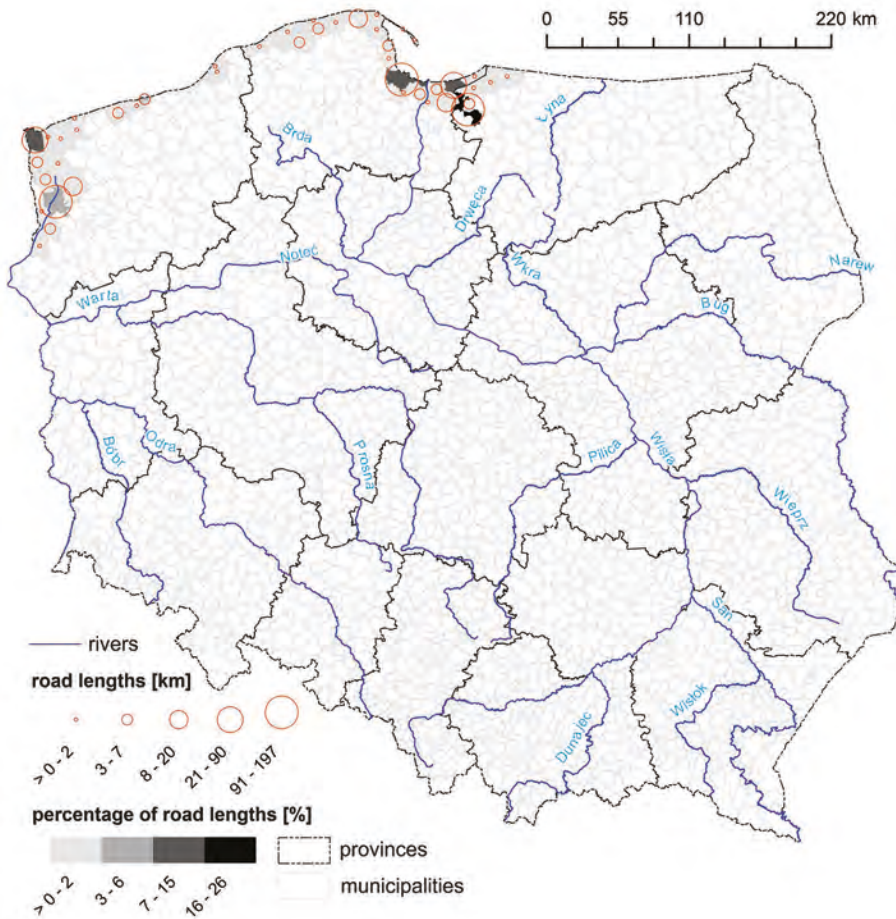 0 55 110 220 km
Łyna
Brda
Drwęca
Noteć
Wkra
Narew
Warta
Bug
Bóbr
Odra
Prosna
Pilica
Wisła
Wieprz
San
Wisłok
Dunajec
rivers
road lengths [km]
> 0 - 2
3 - 7
8 - 20
21 - 90
91 - 197
percentage of road lengths [%]
> 0 - 2
3 - 6
7 - 15
16 - 26
provinces
municipalities